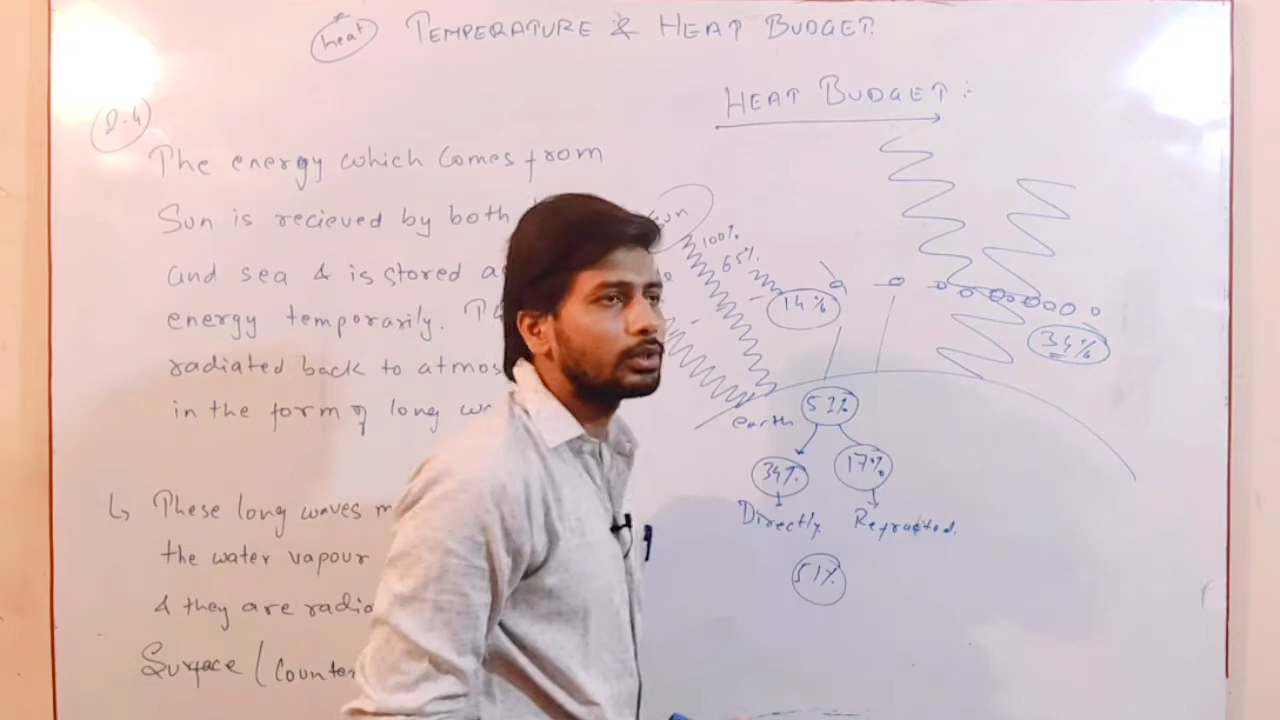 heat TEMPERATURE & HEAT BUDGET.
HEAT BUDGET :
2.4
The energy which comes from
Sun is recieved by both
and sea & is stored a
energy temporarily.
radiated back to atmos
in the form of long w
↳ These long waves m
the water vapour
& they are radia
Surface / Counter
Sun
100%
65%
14%
34%
earth
51%
34%
17%
Directly
Refracted.
51%